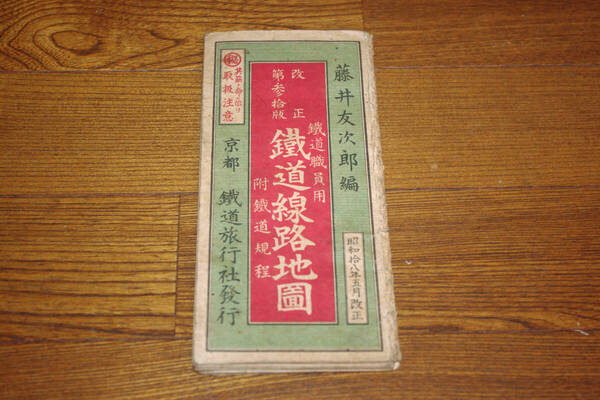 藤井友次郎編
昭和拾八年五月改正
改正
第參拾版
鐵道職員用
鐵道線路地圖
附鐵道規程
㊙
取扱注意
京都 鐵道旅行社發行